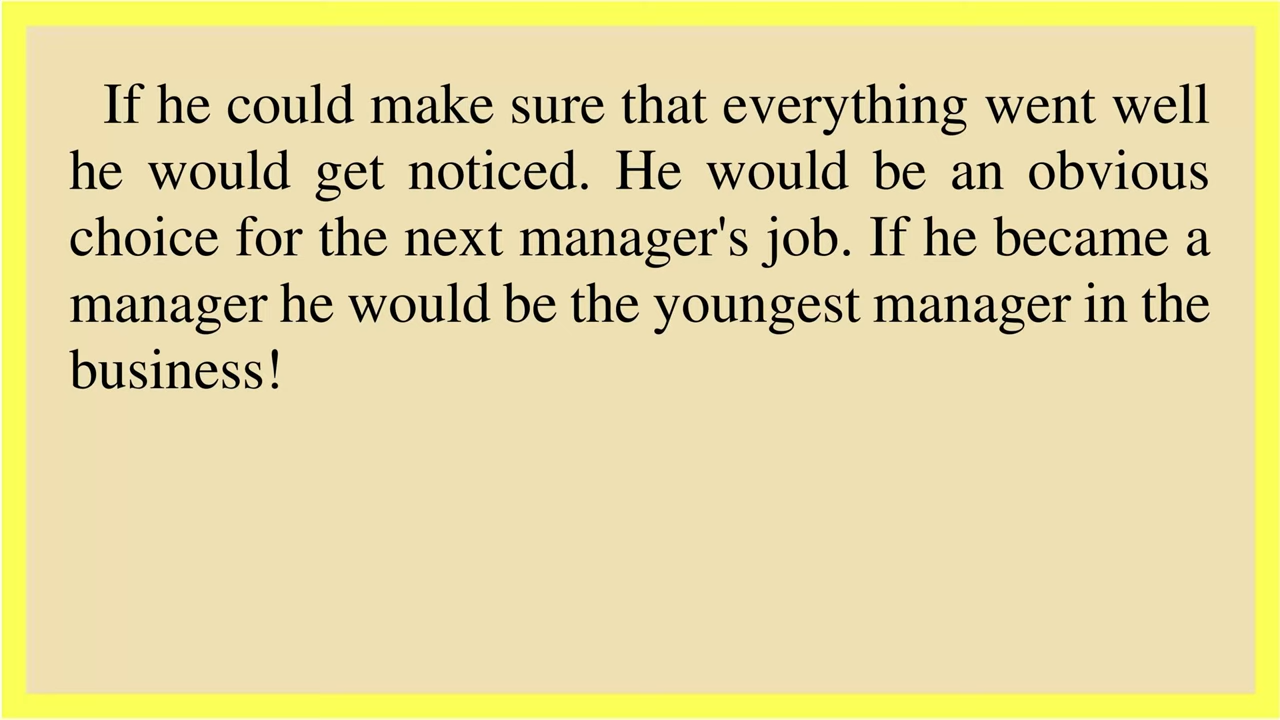 If he could make sure that everything went well
he would get noticed. He would be an obvious
choice for the next manager's job. If he became a
manager he would be the youngest manager in the
business!